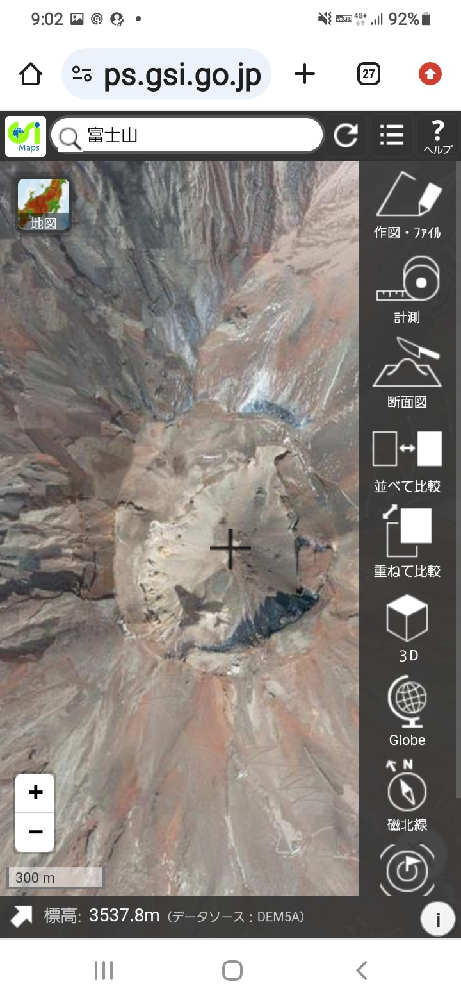 9:02
VoLTE 4G+ 92%
ps.gsi.go.jp
27
Maps
富士山
?
ヘルプ
地図
作図・ﾌｧｲﾙ
計測
断面図
並べて比較
重ねて比較
3D
Globe
N
磁北線
+
−
300 m
標高: 3537.8m（データソース：DEM5A）
i